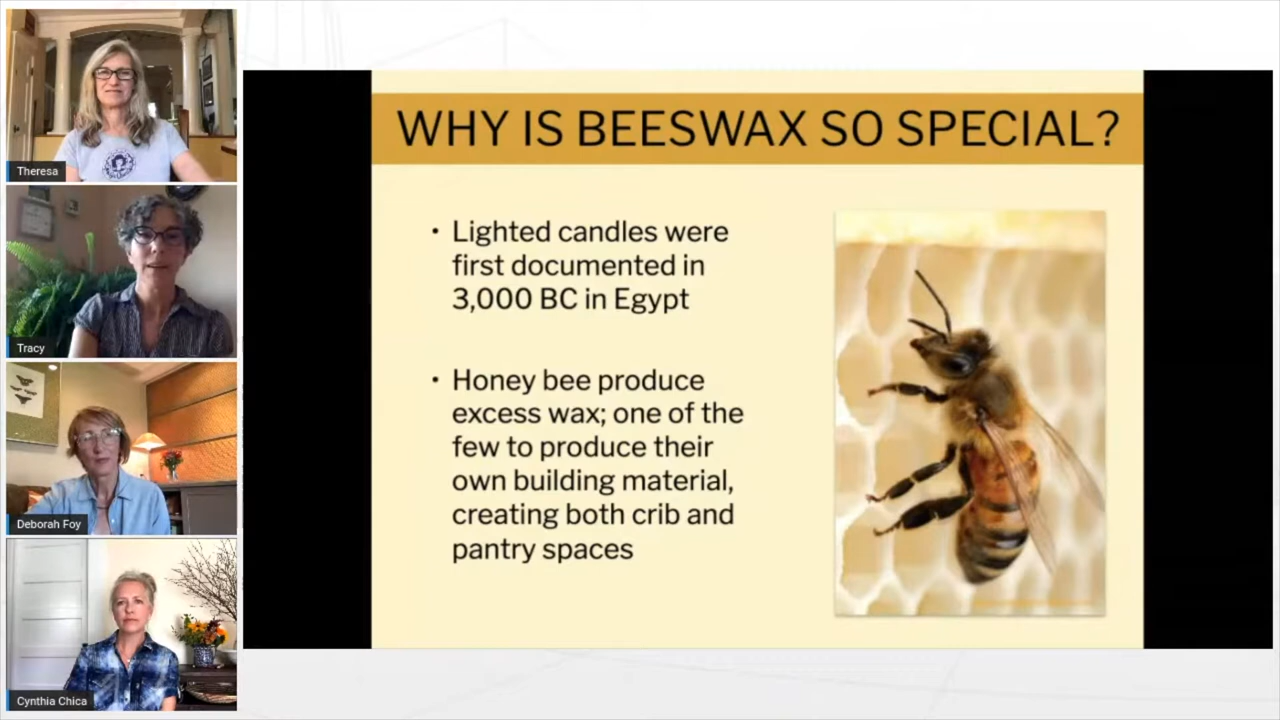 Theresa
Tracy
Deborah Foy
Cynthia Chica
WHY IS BEESWAX SO SPECIAL?
• Lighted candles were
first documented in
3,000 BC in Egypt
• Honey bee produce
excess wax; one of the
few to produce their
own building material,
creating both crib and
pantry spaces